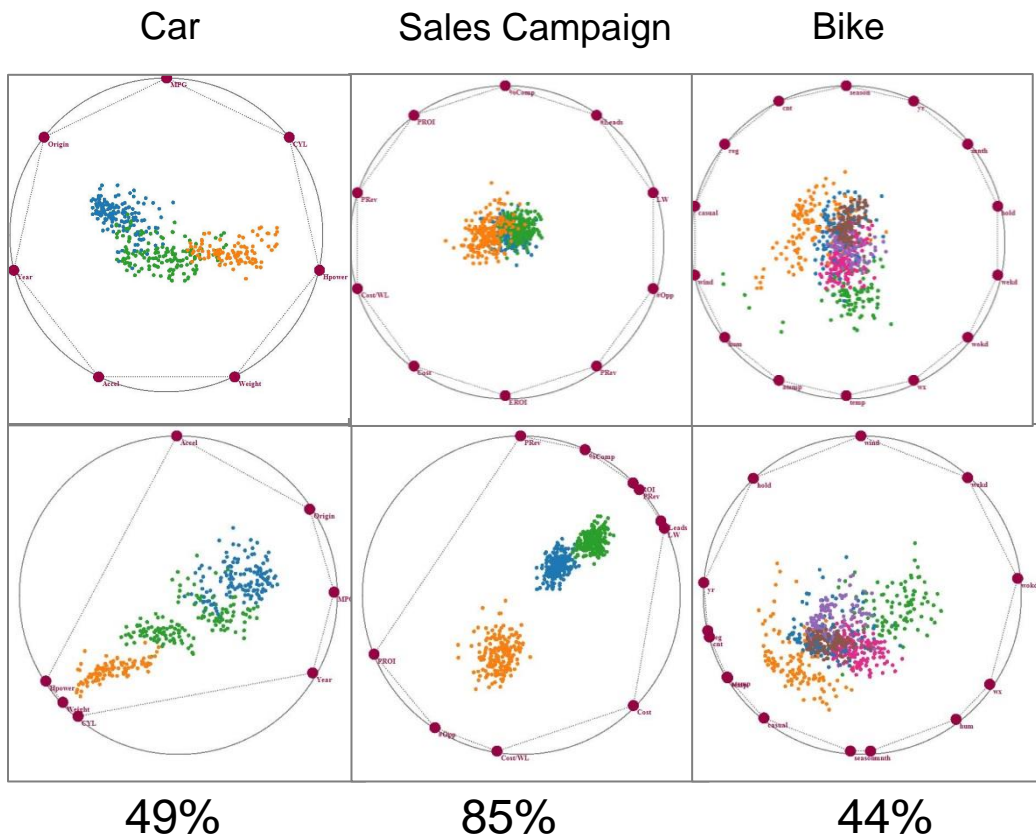 Car
Sales Campaign
Bike
MPG
Origin
CYL
Year
Hpower
Accel
Weight
%Comp
PROI
#Leads
PRev
LW
Cost/WL
#Opp
Cost
PRev
EROI
season
cnt
yr
reg
mnth
casual
hold
wind
wekd
hum
wokd
atemp
wx
temp
Accel
Origin
MPG
Hpower
Year
Weight
CYL
PRev
%Comp
PRev
LW
PROI
Cost
#Opp
Cost/WL
wind
hold
wekd
yr
wokd
cnt
wx
casual
hum
season
mnth
49%
85%
44%